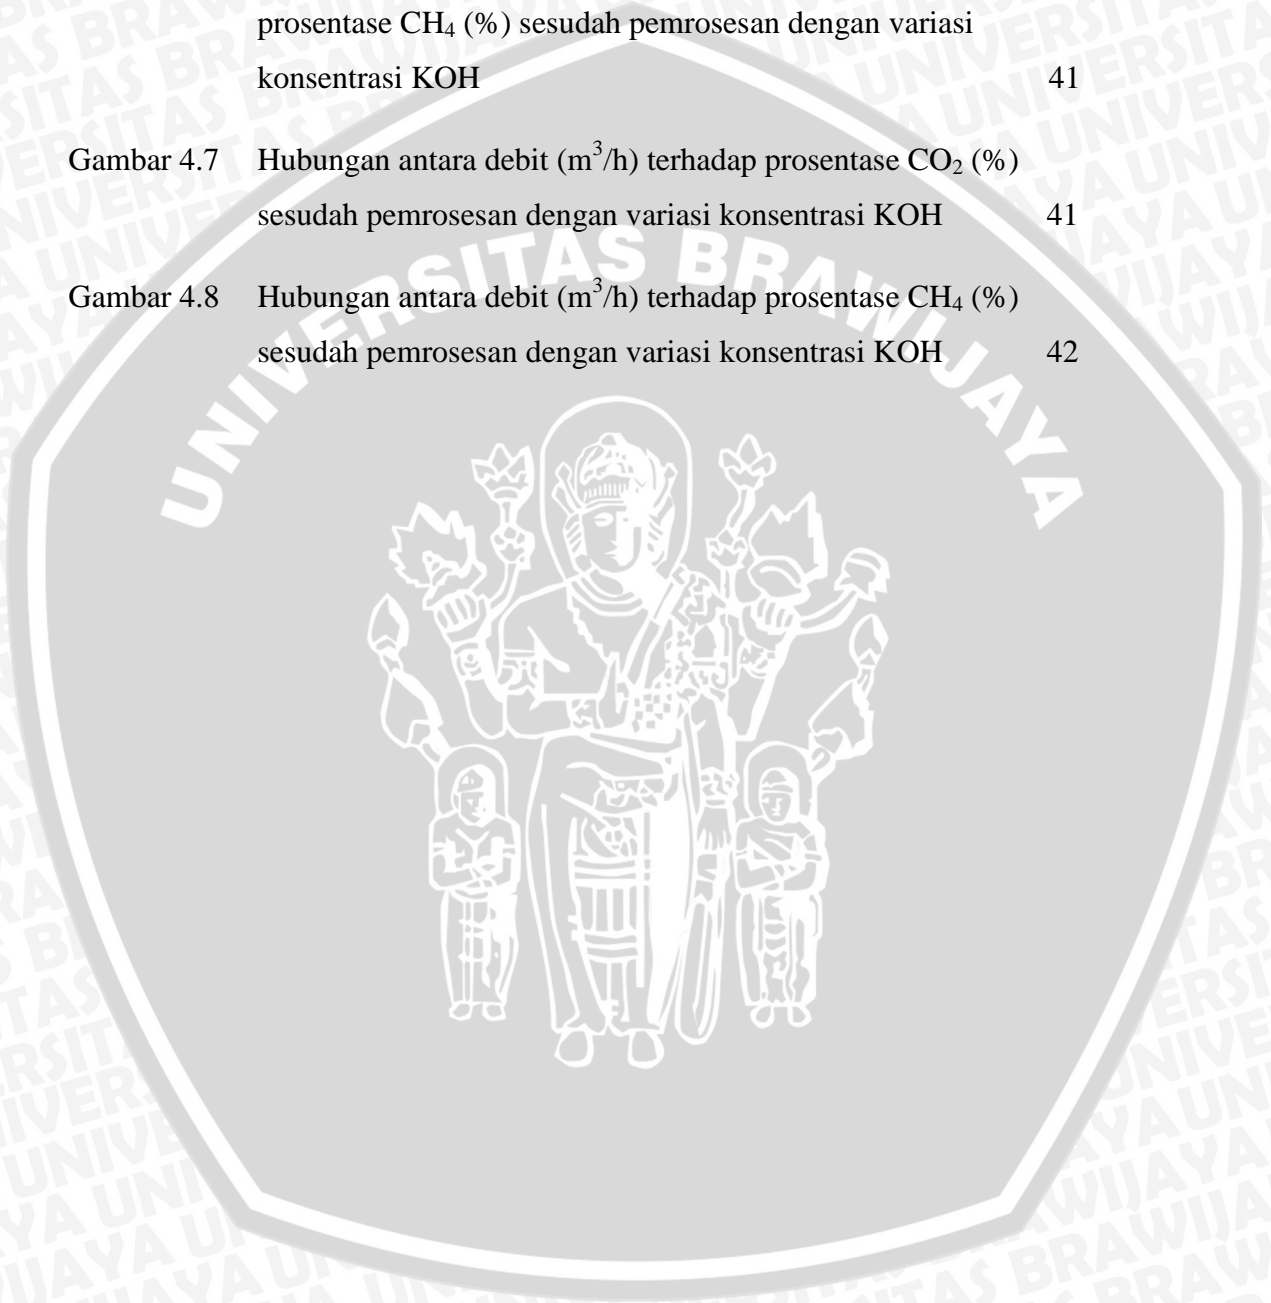 prosentase CH₄ (%) sesudah pemrosesan dengan variasi
konsentrasi KOH 41
Gambar 4.7 Hubungan antara debit (m³/h) terhadap prosentase CO₂ (%)
sesudah pemrosesan dengan variasi konsentrasi KOH 41
Gambar 4.8 Hubungan antara debit (m³/h) terhadap prosentase CH₄ (%)
sesudah pemrosesan dengan variasi konsentrasi KOH 42
UNIVERSITAS BRAWIJAYA